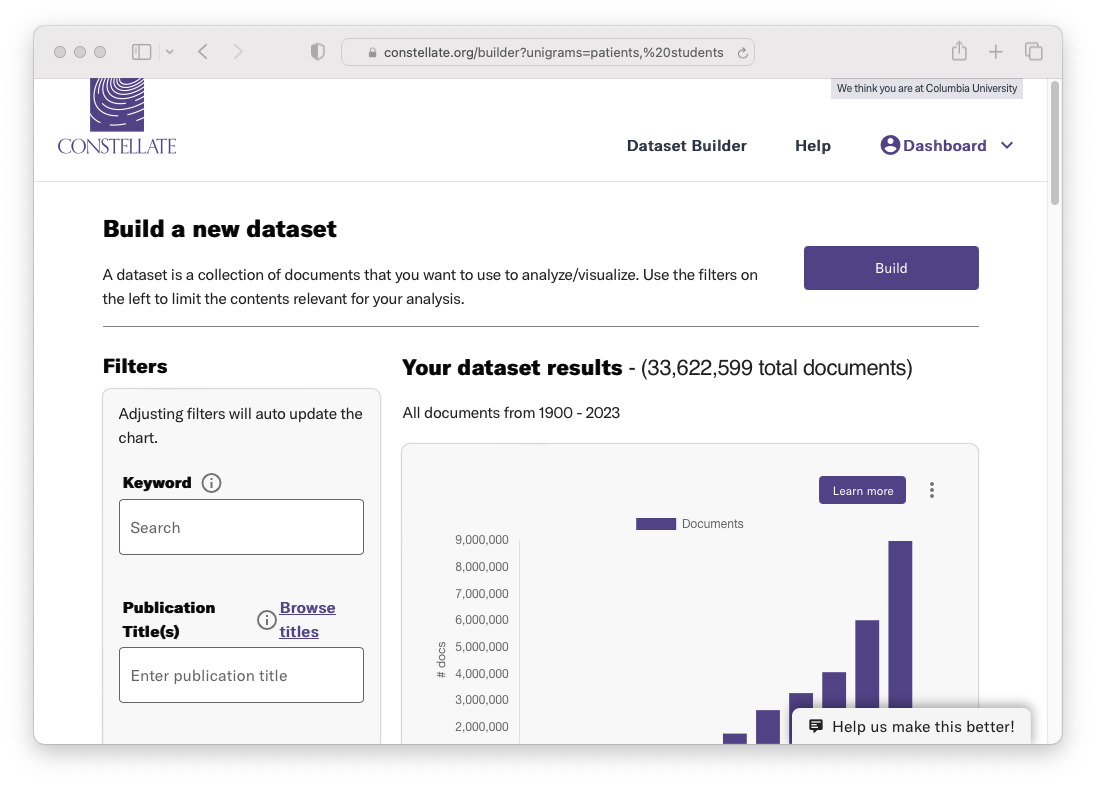 constellate.org/builder?unigrams=patients,%20students
We think you are at Columbia University
CONSTELLATE
Dataset Builder
Help
Dashboard
Build a new dataset
A dataset is a collection of documents that you want to use to analyze/visualize. Use the filters on
the left to limit the contents relevant for your analysis.
Build
Filters
Adjusting filters will auto update the
chart.
Keyword
Search
Publication
Title(s)
Browse
titles
Enter publication title
Your dataset results - (33,622,599 total documents)
All documents from 1900 - 2023
Learn more
Documents
9,000,000
8,000,000
7,000,000
6,000,000
5,000,000
4,000,000
3,000,000
2,000,000
# docs
Help us make this better!